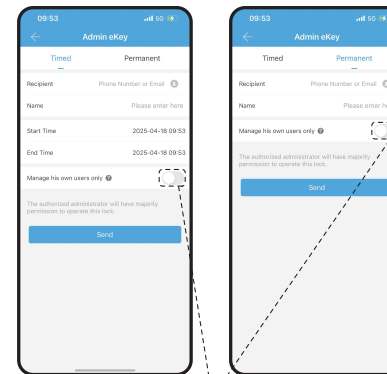 09:53
5G
Admin eKey
Timed
Permanent
Recipient
Phone Number or Email
Name
Please enter here
Start Time
2025-04-18 09:53
End Time
2025-04-18 09:53
Manage his own users only
The authorized administrator will have majority
permission to operate this lock.
Send
09:53
5G
Admin eKey
Timed
Permanent
Recipient
Phone Number or Email
Name
Please enter he
Manage his own users only
The authorized administrator will have majority
permission to operate this lock.
Send